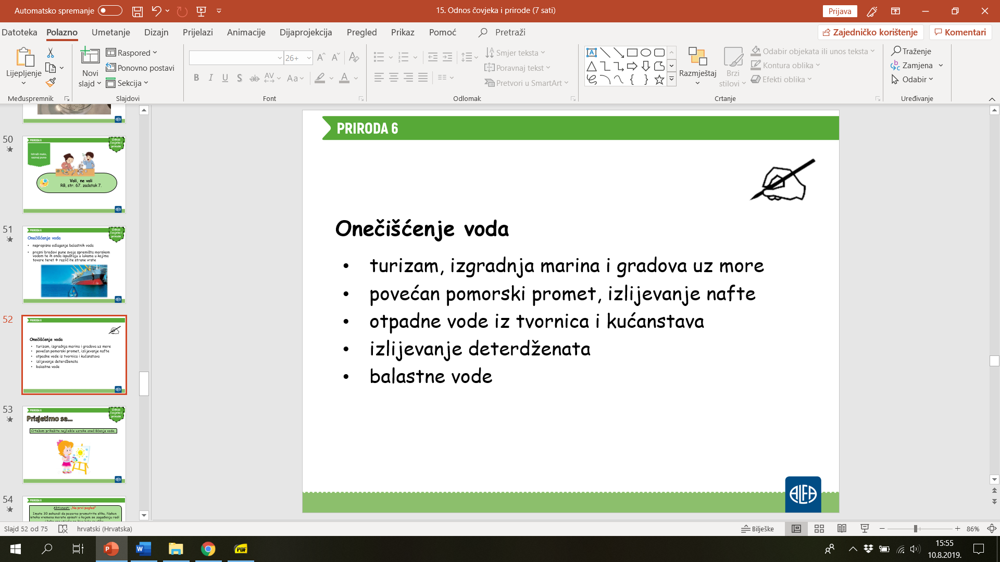 Automatsko spremanje
15. Odnos čovjeka i prirode (7 sati)
Prijava
Datoteka Polazno Umetanje Dizajn Prijelazi Animacije Dijaprojekcija Pregled Prikaz Pomoć Pretraži
Zajedničko korištenje Komentari
Lijepljenje
Novi slajd
Raspored
Ponovno postavi
Sekcija
26+
B I U S ab AV Aa A
Smjer teksta
Poravnaj tekst
Pretvori u SmartArt
Razmještaj
Brzi stilovi
Odabir objekata ili unos teksta
Kontura oblika
Efekti oblika
Traženje
Zamjena
Odabir
Međuspremnik Slajdovi Font Odlomak Crtanje Uređivanje
50
PRIRODA 6
Odnos čovjeka i prirode
Istraži malo, saznaj puno
Voli, ne voli
RB, str. 67. zadatak 7.
51
PRIRODA 6
Odnos čovjeka i prirode
Onečišćenje voda
• nepropisno odlaganje balastnih voda
• prazni brodovi pune svoja spremišta morskom
vodom te ih onda ispuštaju u lukama u kojima
tovare teret → različite strane vrste
52
PRIRODA 6
Onečišćenje voda
• turizam, izgradnja marina i gradova uz more
• povećan pomorski promet, izlijevanje nafte
• otpadne vode iz tvornica i kućanstava
• izlijevanje deterdženata
• balastne vode
53
PRIRODA 6
Odnos čovjeka i prirode
Prisjetimo se...
Crtežom prikažite najčešće uzroke onečišćenja vode.
54
PRIRODA 6
Aktivnost: „Na prvi pogled"
Imate 30 sekundi da pozorno promotrite sliku. Nakon
isteka vremena morate opisati o kojem se zagađenju radi
PRIRODA 6
Onečišćenje voda
• turizam, izgradnja marina i gradova uz more
• povećan pomorski promet, izlijevanje nafte
• otpadne vode iz tvornica i kućanstava
• izlijevanje deterdženata
• balastne vode
ALFA
Slajd 52 od 75
hrvatski (Hrvatska)
Bilješke
86%
15:55
10.8.2019.